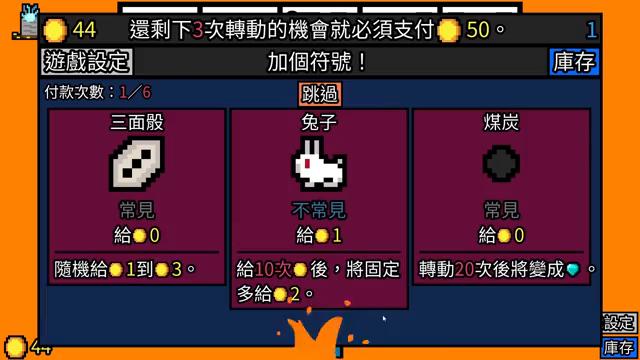 44 還剩下3次轉動的機會就必須支付50。 1
遊戲設定 加個符號！ 庫存
付款次數：1／6 跳過
三面骰 兔子 煤炭
常見 不常見 常見
給0 給1 給0
隨機給1到3。 給10次後，將固定多給2。 轉動20次後將變成。
設定
44 庫存